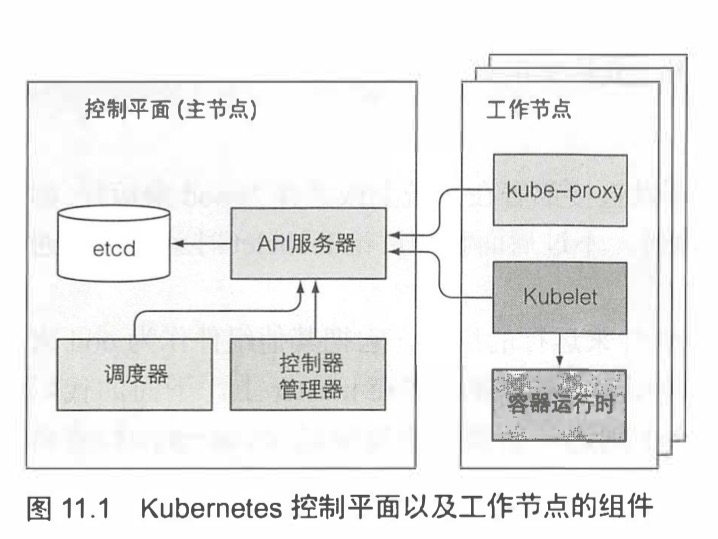 控制平面 (主节点)
工作节点
kube-proxy
etcd
API服务器
Kubelet
调度器
控制器
管理器
容器运行时
图 11.1 Kubernetes 控制平面以及工作节点的组件